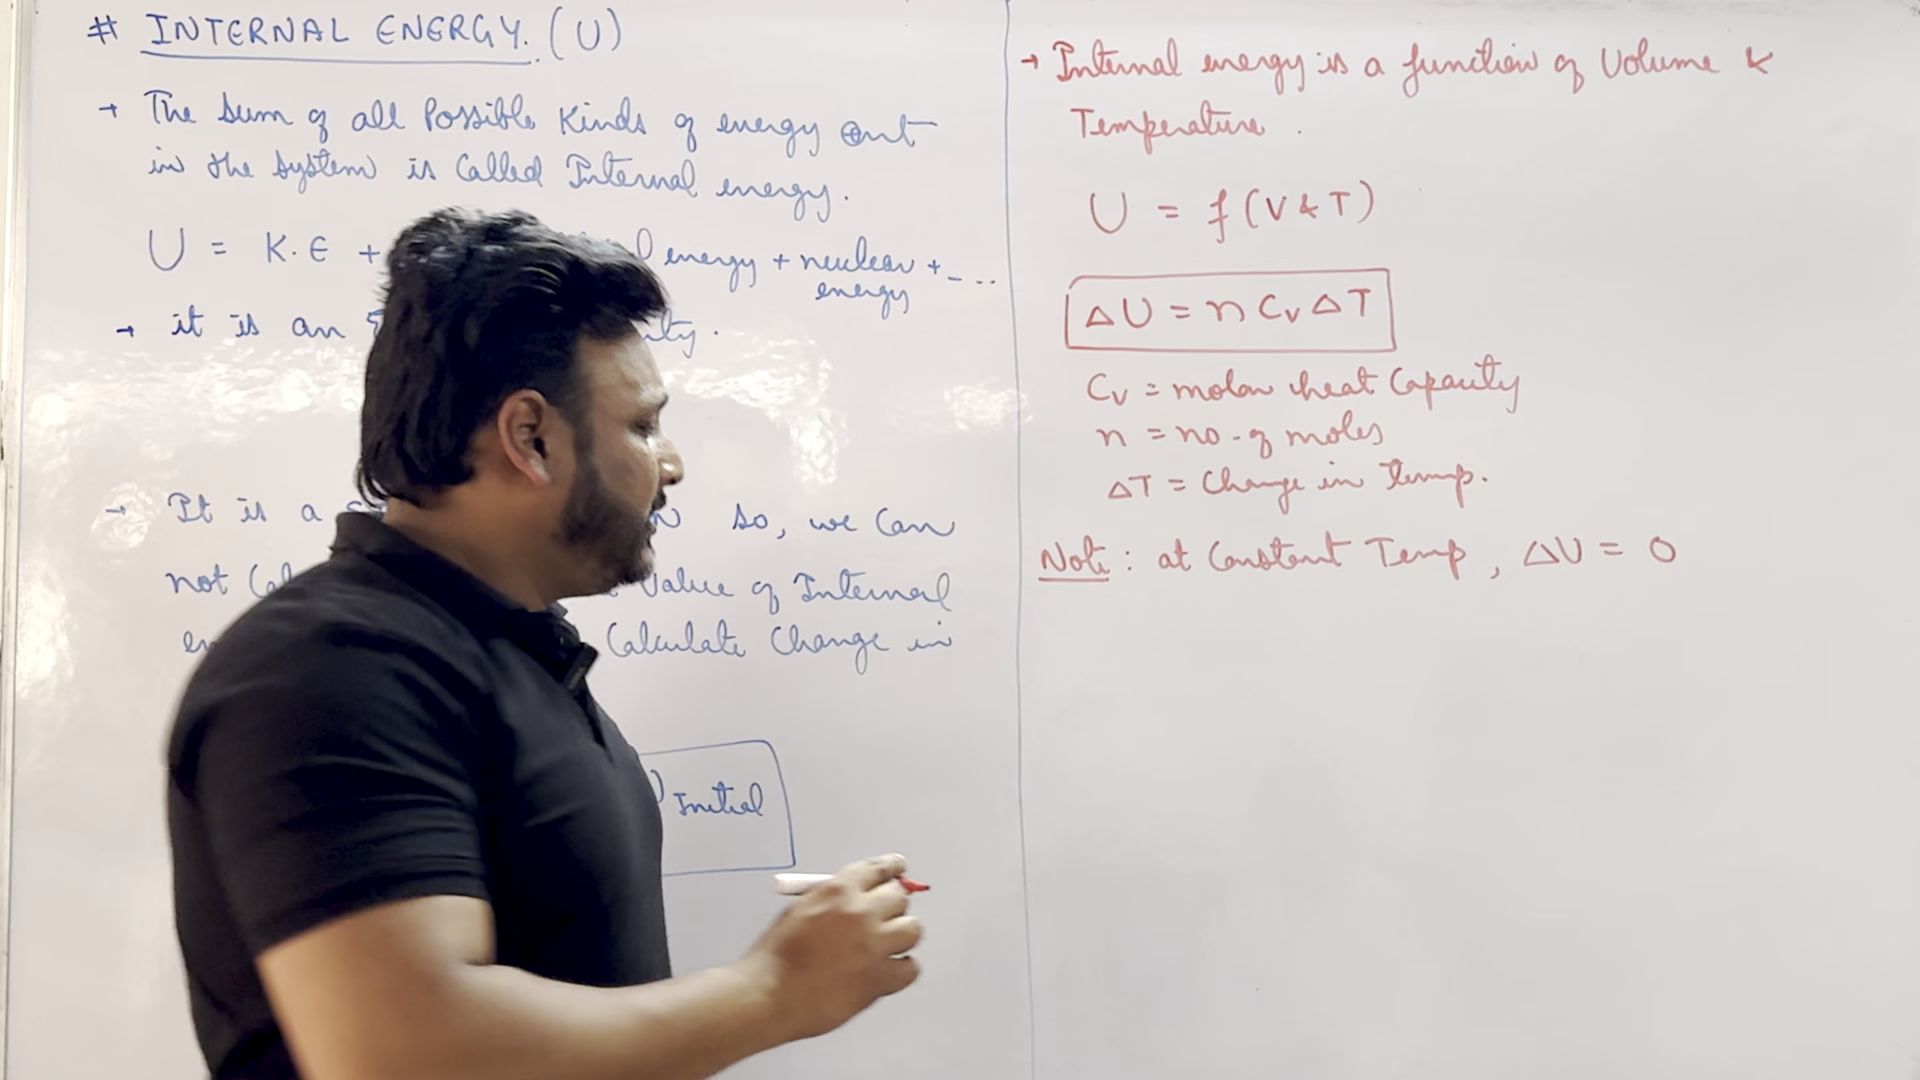 # INTERNAL ENERGY. (U)
→ The Sum of all Possible Kinds of energy
in the system is Called Internal energy.
U = K.E + energy + nuclear + - ..
energy
→ it is an
→ It is a so, we Can
not Value of Internal
Calculate Change in
Initial
→ Internal energy is a function of Volume &
Temperature.
U = f (V & T)
ΔU = n Cv ΔT
Cv = molar heat Capacity
n = no. of moles
ΔT = Change in temp.
Note : at Constant Temp, ΔU = 0